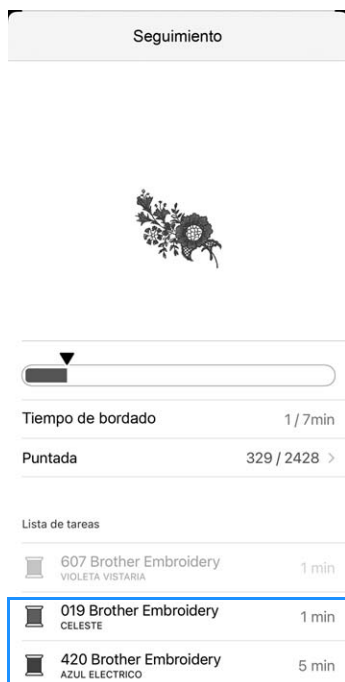 Seguimiento
Tiempo de bordado 1 / 7min
Puntada 329 / 2428 >
Lista de tareas
607 Brother Embroidery
VIOLETA VISTARIA
1 min
019 Brother Embroidery
CELESTE
1 min
420 Brother Embroidery
AZUL ELECTRICO
5 min